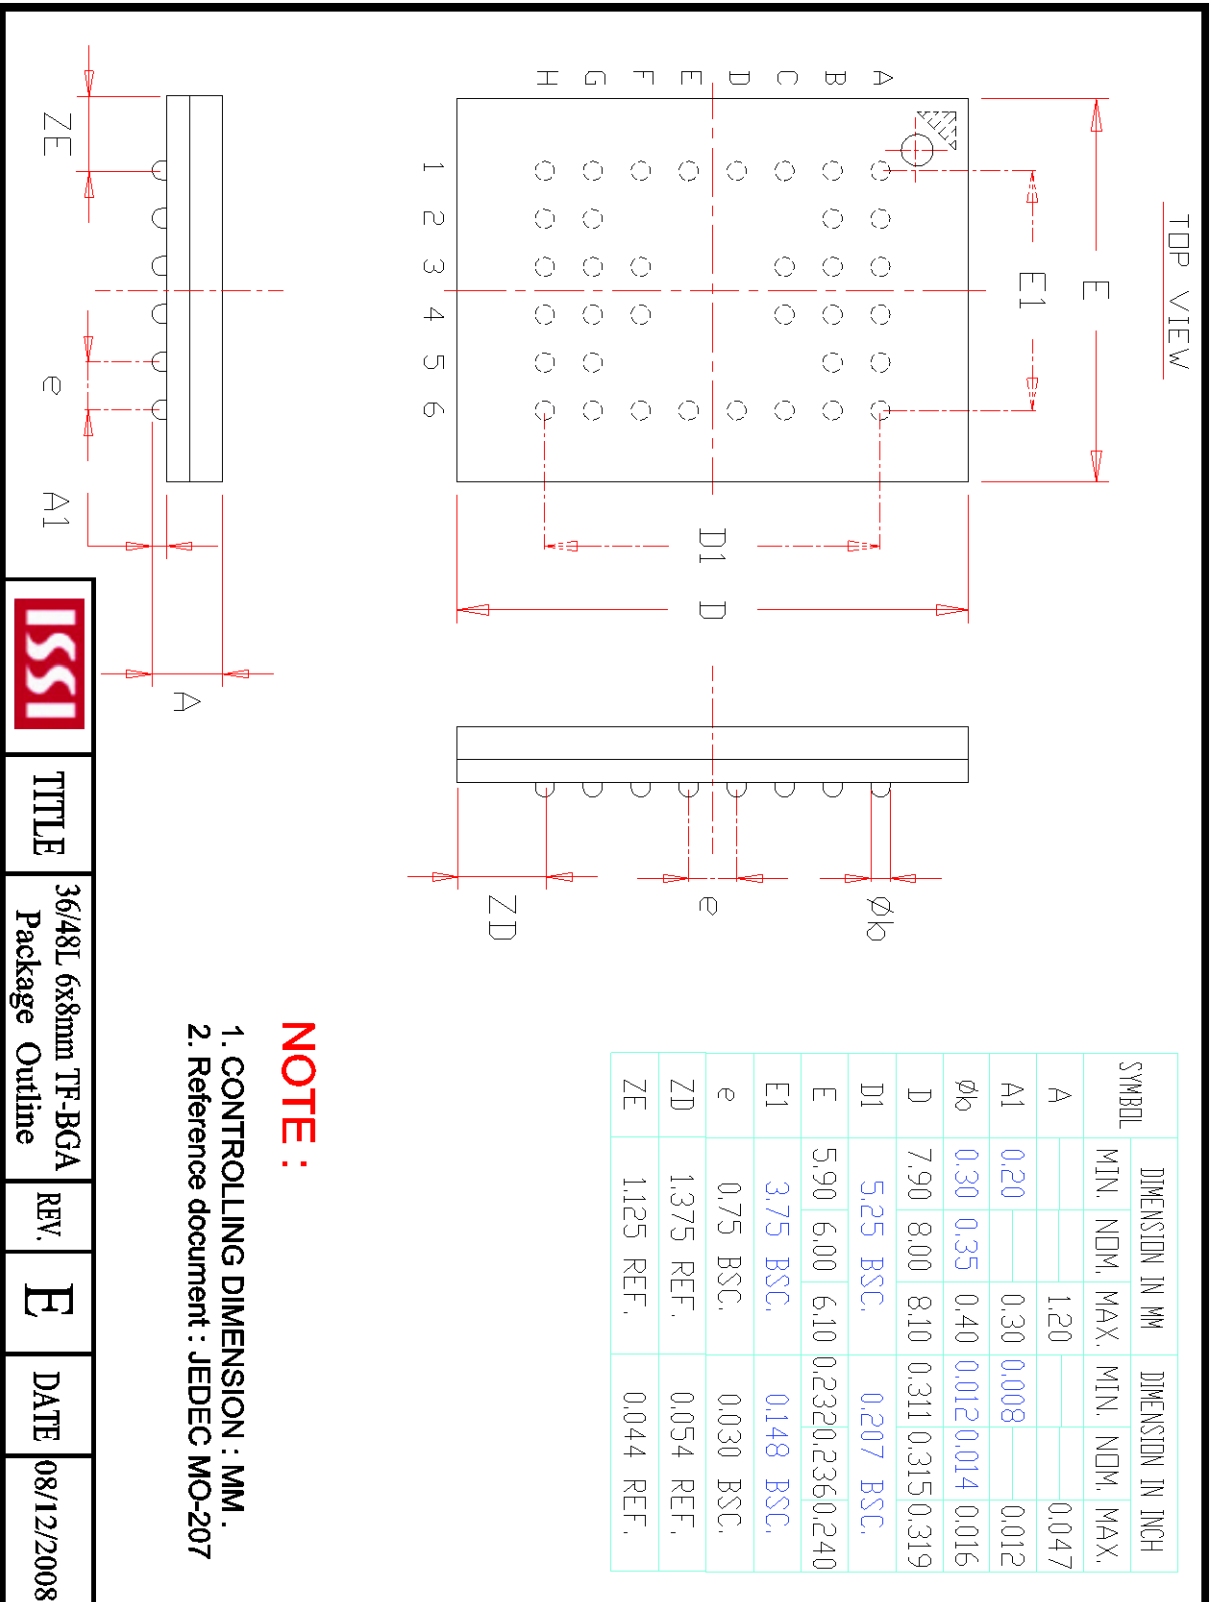 TOP VIEW
E
E1
A
B
C
D
E
F
G
H
1
2
3
4
5
6
D1
D
ZE
e
A1
A
Øb
e
ZD
SYMBOL DIMENSION IN MM DIMENSION IN INCH
MIN. NOM. MAX. MIN. NOM. MAX.
A 1.20 0.047
A1 0.20 0.30 0.008 0.012
Øb 0.30 0.35 0.40 0.012 0.014 0.016
D 7.90 8.00 8.10 0.311 0.315 0.319
D1 5.25 BSC. 0.207 BSC.
E 5.90 6.00 6.10 0.232 0.236 0.240
E1 3.75 BSC. 0.148 BSC.
e 0.75 BSC. 0.030 BSC.
ZD 1.375 REF. 0.054 REF.
ZE 1.125 REF. 0.044 REF.
NOTE :
1. CONTROLLING DIMENSION : MM .
2. Reference document : JEDEC MO-207
ISSI
TITLE
36/48L 6x8mm TF-BGA
Package Outline
REV.
E
DATE
08/12/2008